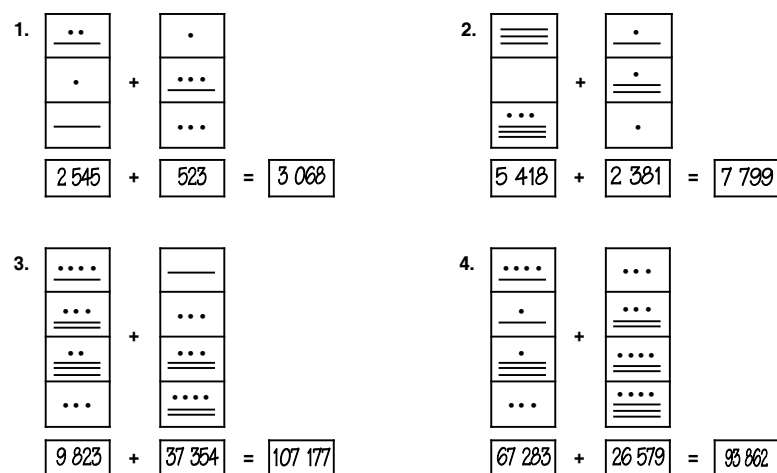 1.
+
2 545 + 523 = 3 068
2.
+
5 418 + 2 381 = 7 799
3.
+
9 823 + 37 354 = 107 177
4.
+
67 283 + 26 579 = 93 862